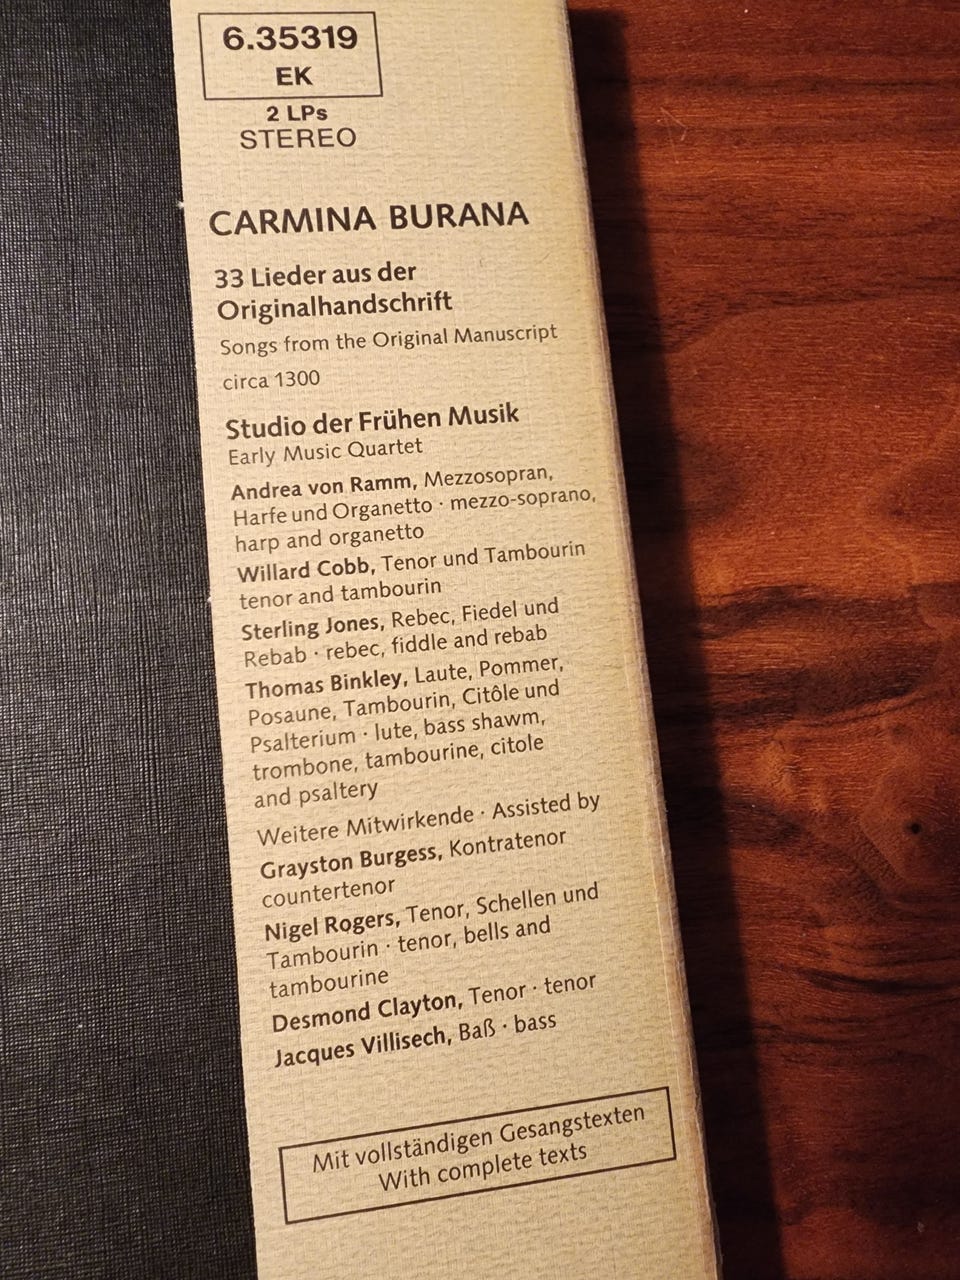 6.35319
EK
2 LPs
STEREO
CARMINA BURANA
33 Lieder aus der
Originalhandschrift
Songs from the Original Manuscript
circa 1300
Studio der Frühen Musik
Early Music Quartet
Andrea von Ramm, Mezzosopran,
Harfe und Organetto · mezzo-soprano,
harp and organetto
Willard Cobb, Tenor und Tambourin
tenor and tambourin
Sterling Jones, Rebec, Fiedel und
Rebab · rebec, fiddle and rebab
Thomas Binkley, Laute, Pommer,
Posaune, Tambourin, Citôle und
Psalterium · lute, bass shawm,
trombone, tambourine, citole
and psaltery
Weitere Mitwirkende · Assisted by
Grayston Burgess, Kontratenor
countertenor
Nigel Rogers, Tenor, Schellen und
Tambourin · tenor, bells and
tambourine
Desmond Clayton, Tenor · tenor
Jacques Villisech, Baß · bass
Mit vollständigen Gesangstexten
With complete texts